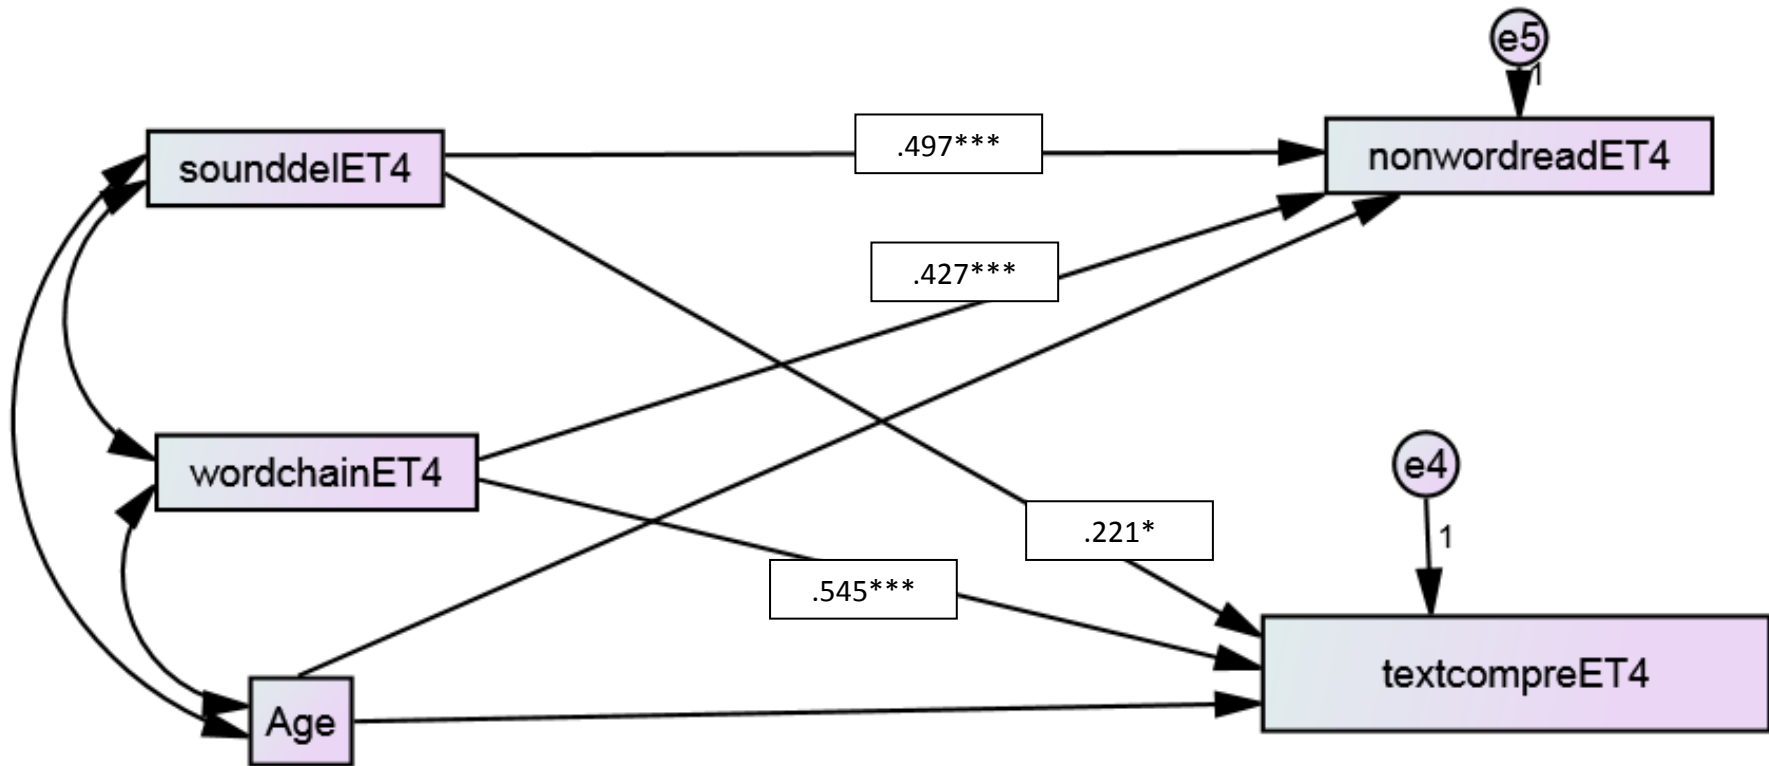 e5
1
sounddelET4
.497***
nonwordreadET4
.427***
wordchainET4
e4
1
.221*
.545***
textcompreET4
Age